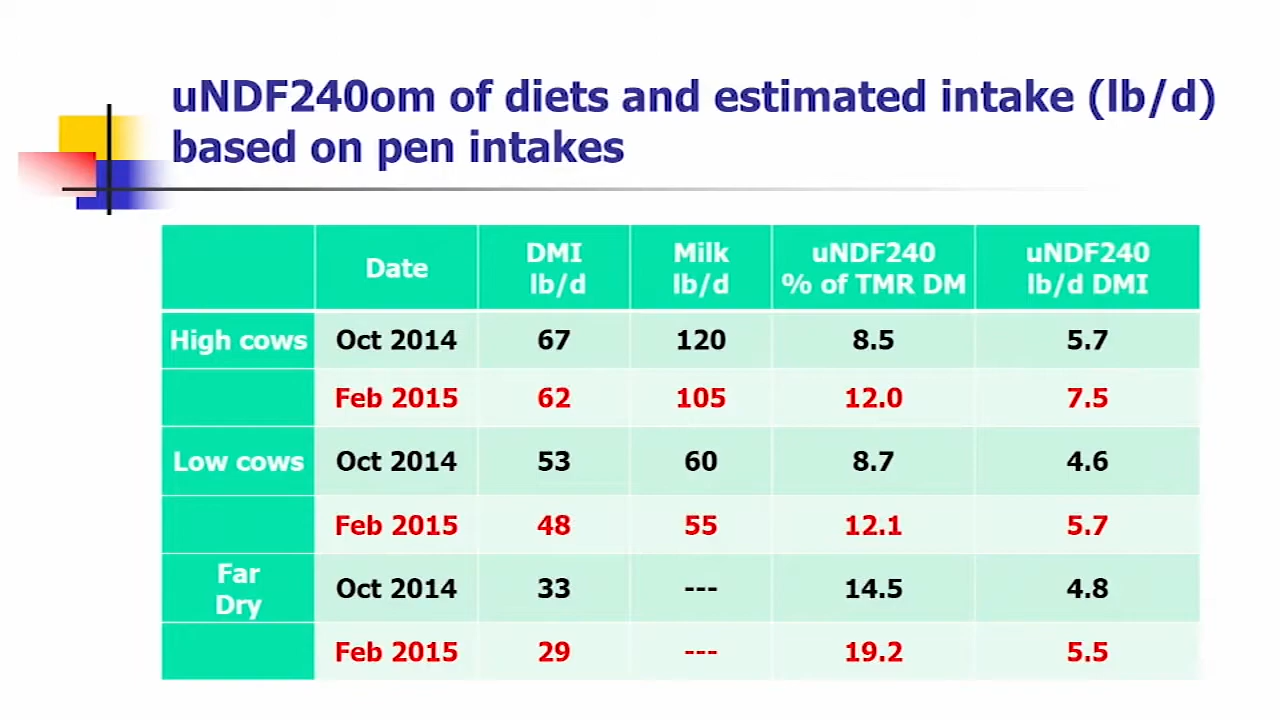 uNDF240om of diets and estimated intake (lb/d)
based on pen intakes
Date DMI lb/d Milk lb/d uNDF240 % of TMR DM uNDF240 lb/d DMI
High cows Oct 2014 67 120 8.5 5.7
Feb 2015 62 105 12.0 7.5
Low cows Oct 2014 53 60 8.7 4.6
Feb 2015 48 55 12.1 5.7
Far Dry Oct 2014 33 --- 14.5 4.8
Feb 2015 29 --- 19.2 5.5